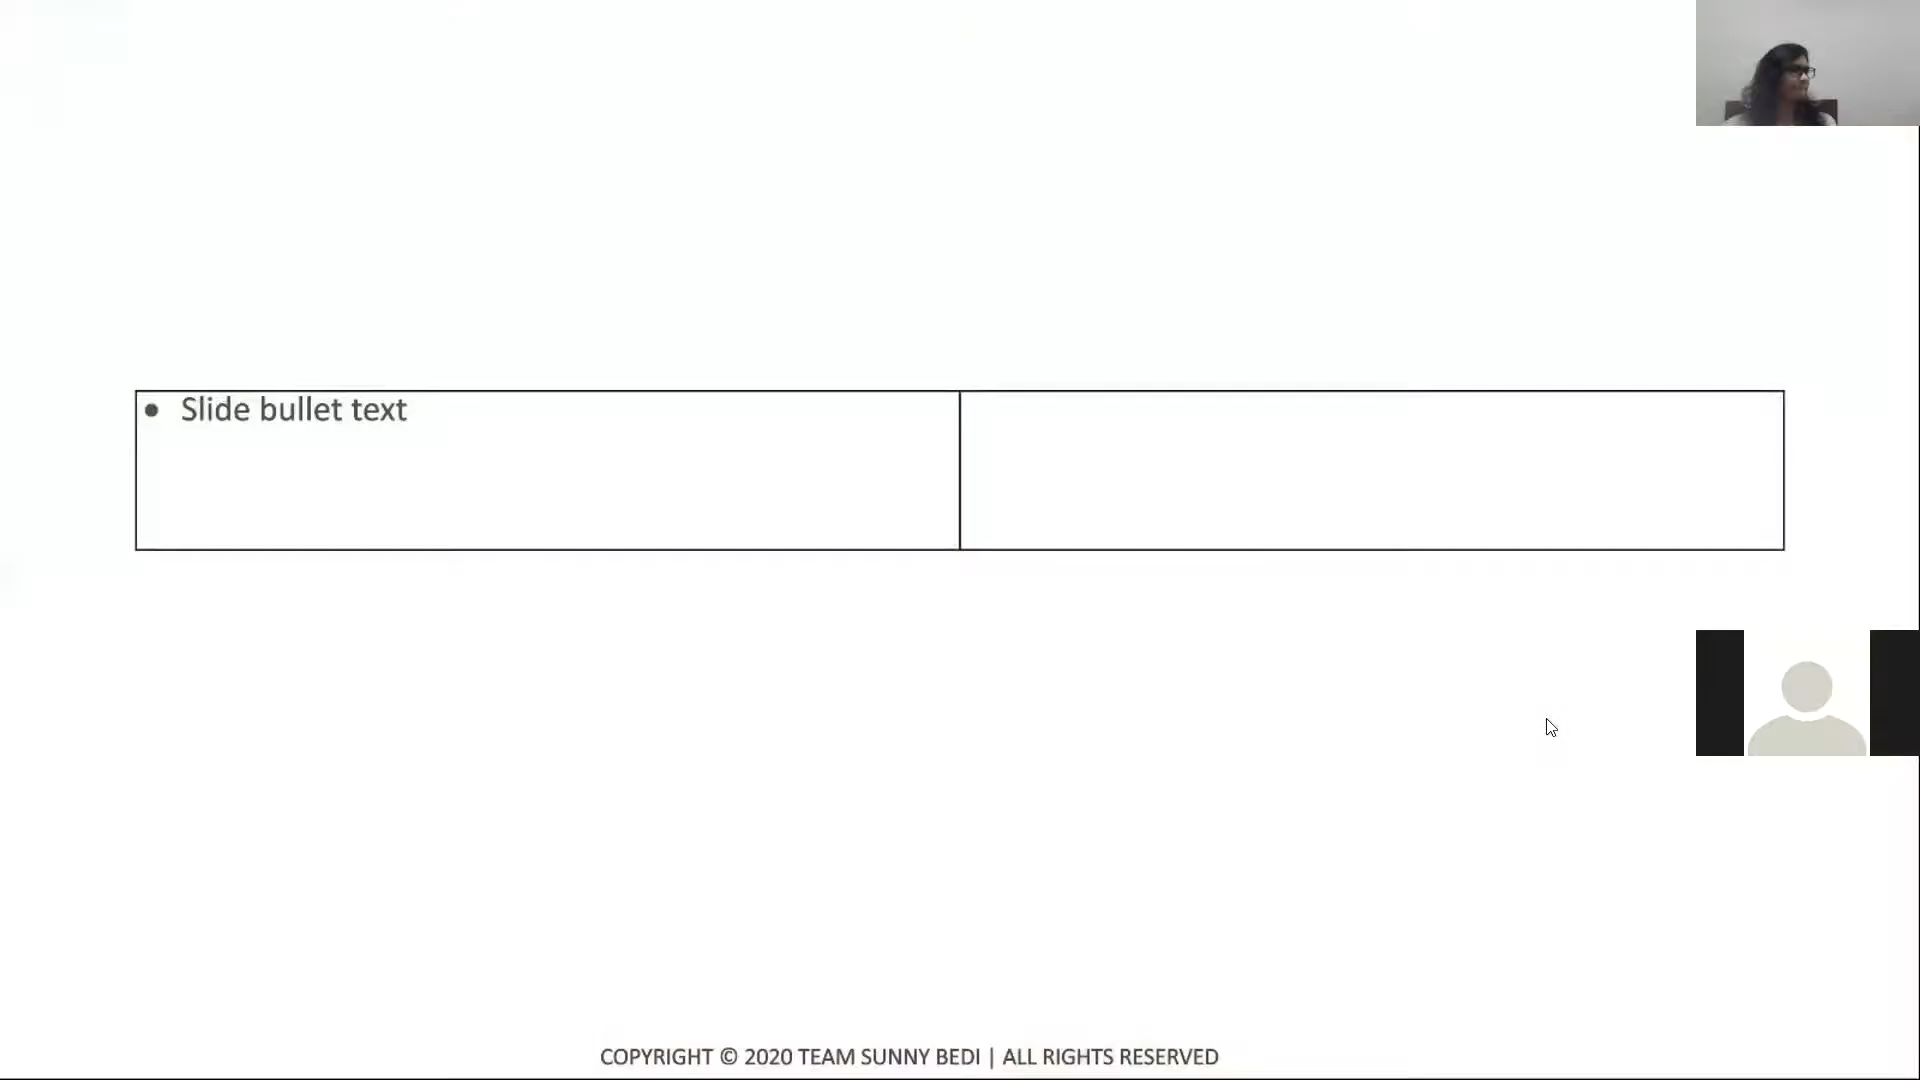 • Slide bullet text
COPYRIGHT © 2020 TEAM SUNNY BEDI | ALL RIGHTS RESERVED